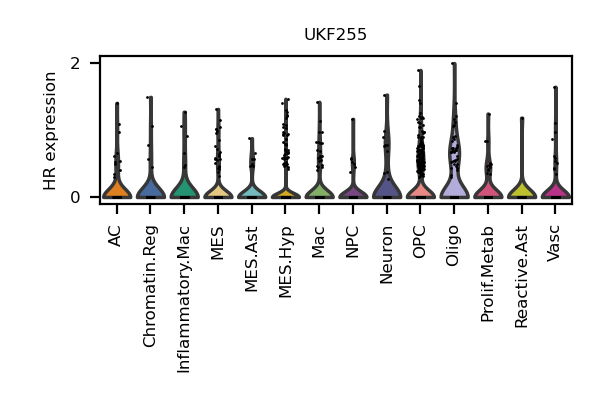 UKF255
HR expression
2
0
AC
Chromatin.Reg
Inflammatory.Mac
MES
MES.Ast
MES.Hyp
Mac
NPC
Neuron
OPC
Oligo
Prolif.Metab
Reactive.Ast
Vasc